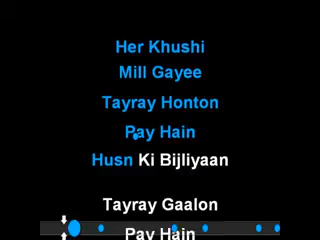 Her Khushi
Mill Gayee
Tayray Honton
Pay Hain
Husn Ki Bijliyaan
Tayray Gaalon
Pay Hain